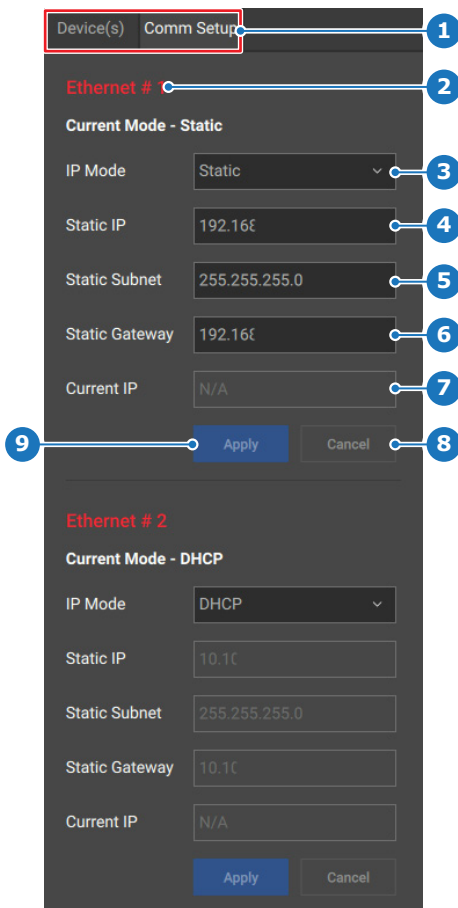 Device(s) Comm Setup 1
Ethernet # 1 2
Current Mode - Static
IP Mode Static 3
Static IP 192.168 4
Static Subnet 255.255.255.0 5
Static Gateway 192.168 6
Current IP N/A 7
9 Apply Cancel 8
Ethernet # 2
Current Mode - DHCP
IP Mode DHCP
Static IP 10.10
Static Subnet 255.255.255.0
Static Gateway 10.10
Current IP N/A
Apply Cancel